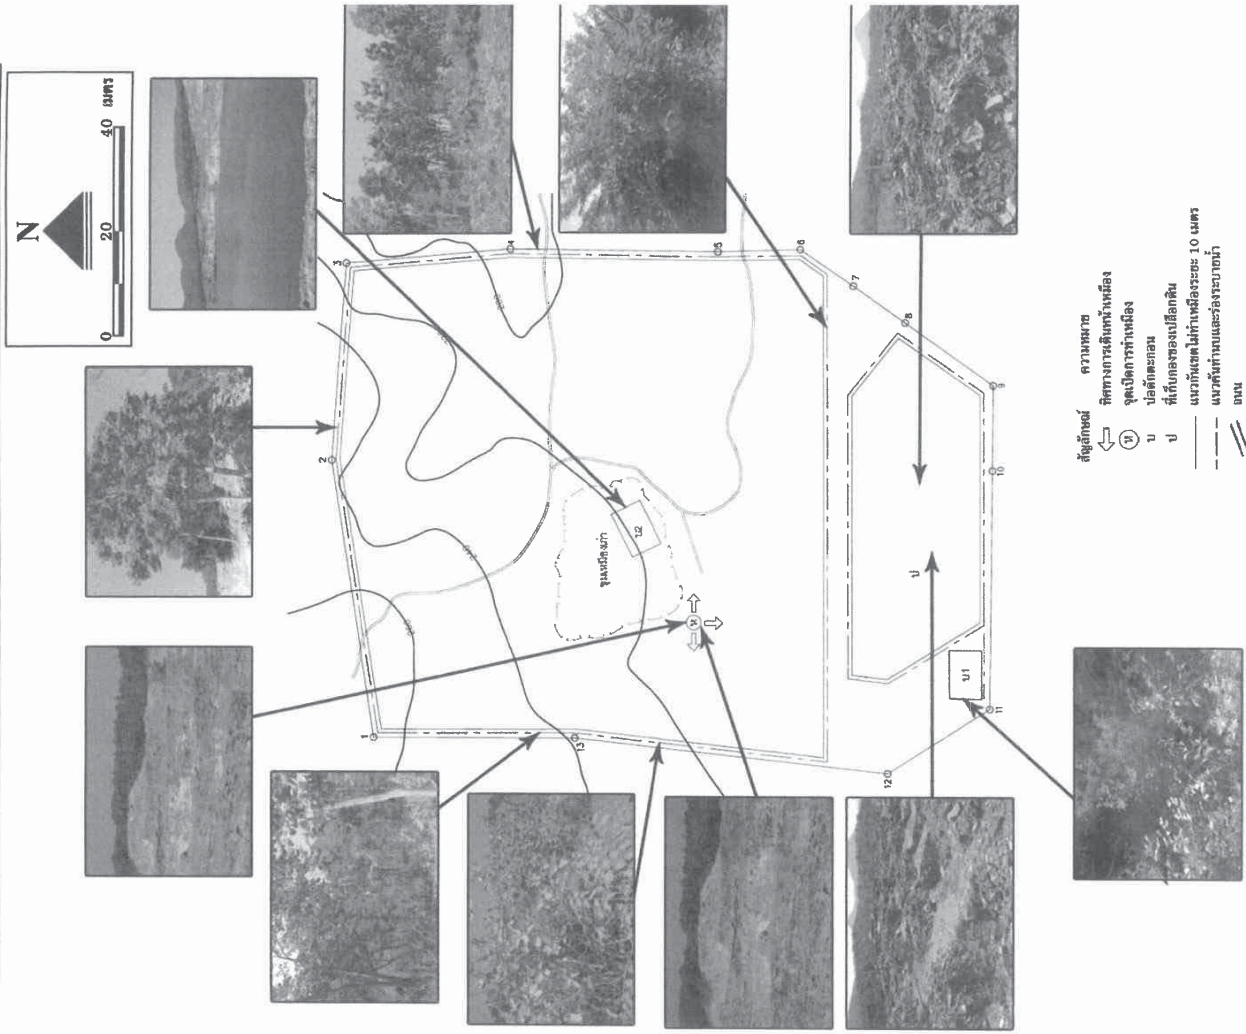 N
0 20 40 เมตร
1
2
3
4
5
6
7
8
9
10
11
12
13
ขุมเหมืองเก่า
บ2
ห
ป
บ1
สัญลักษณ์ ความหมาย
ทิศทางการเดินหน้าเหมือง
ห จุดเปิดการทำเหมือง
บ บ่อดักตะกอน
ป ที่เก็บกองของเปลือกดิน
แนวกันเขตไม่ทำเหมืองระยะ 10 เมตร
แนวคันทำนบและร่องระบายน้ำ
ถนน